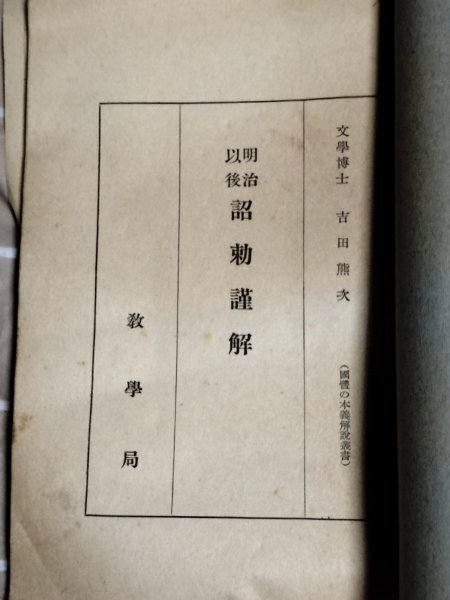 文學博士 吉田熊次
(國體の本義解說叢書)
明治以後 詔勅謹解
敎學局